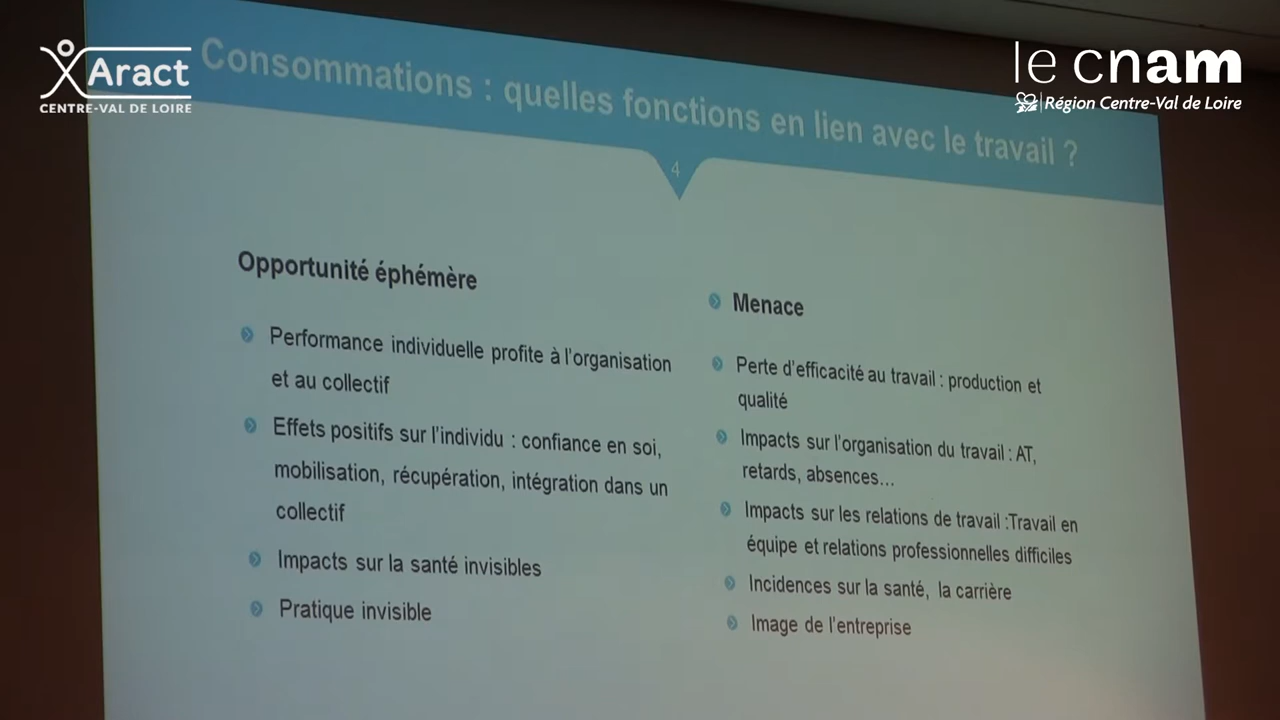 Aract
CENTRE-VAL DE LOIRE
le cnam
Région Centre-Val de Loire
Consommations : quelles fonctions en lien avec le travail ?
4
Opportunité éphémère
Performance individuelle profite à l'organisation
et au collectif
Effets positifs sur l'individu : confiance en soi,
mobilisation, récupération, intégration dans un
collectif
Impacts sur la santé invisibles
Pratique invisible
Menace
Perte d'efficacité au travail : production et
qualité
Impacts sur l'organisation du travail : AT,
retards, absences...
Impacts sur les relations de travail :Travail en
équipe et relations professionnelles difficiles
Incidences sur la santé, la carrière
Image de l'entreprise